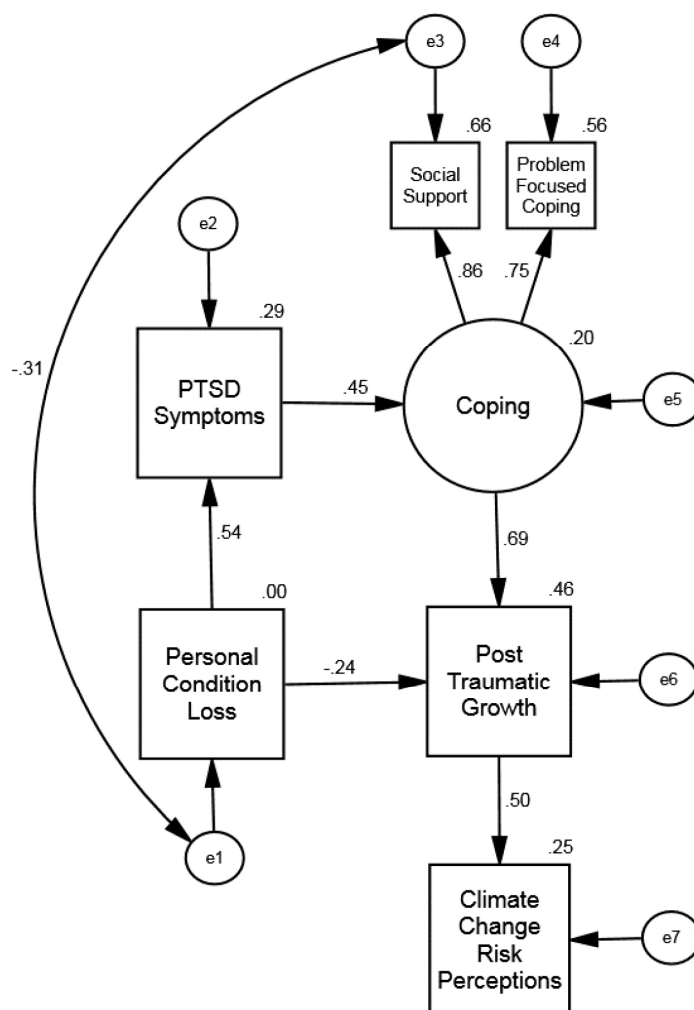 e3
e4
.66
.56
Social
Support
Problem
Focused
Coping
e2
.86
.75
.29
.20
-.31
PTSD
Symptoms
.45
Coping
e5
.54
.69
.00
.46
Personal
Condition
Loss
-.24
Post
Traumatic
Growth
e6
.50
e1
.25
Climate
Change
Risk
Perceptions
e7